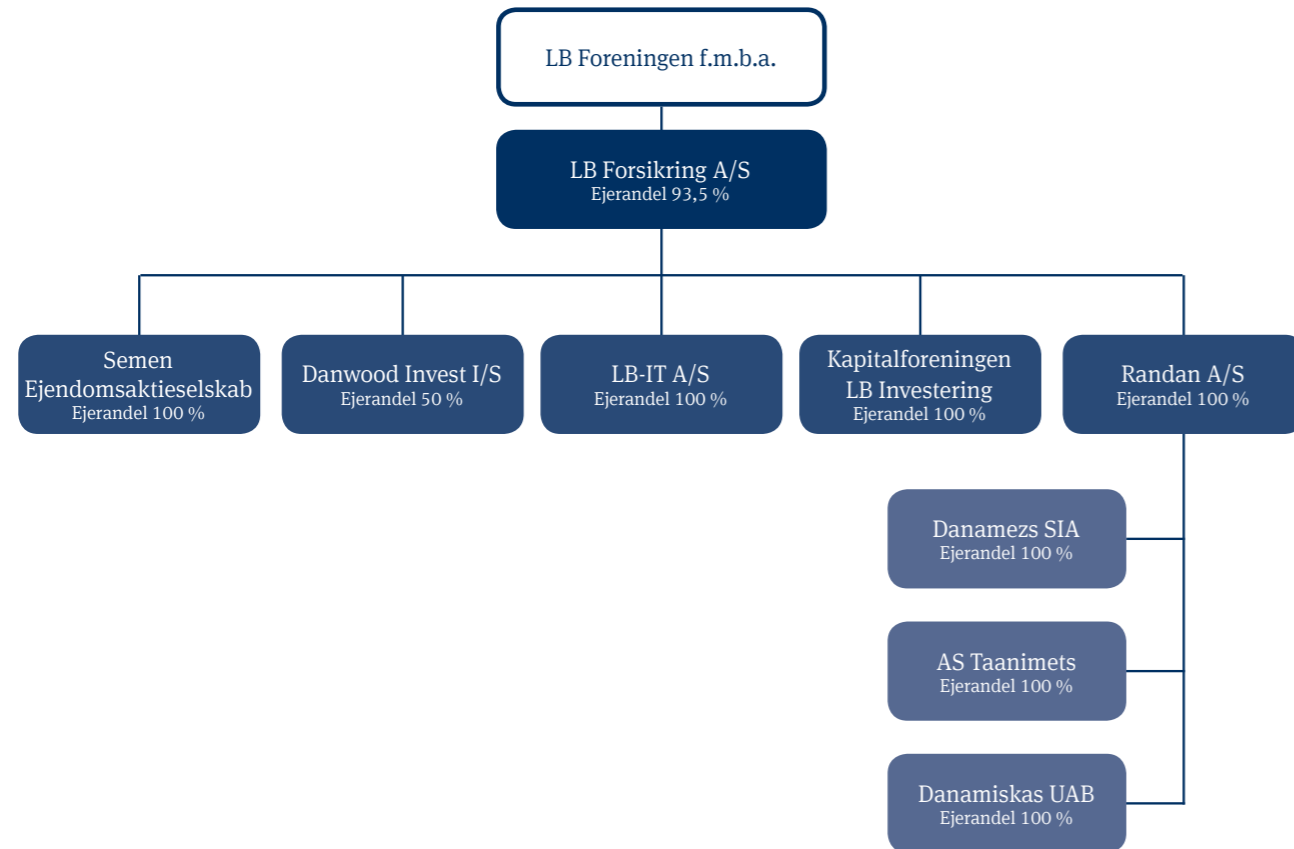 LB Foreningen f.m.b.a.
LB Forsikring A/S
Ejerandel 93,5 %
Semen
Ejendomsaktieselskab
Ejerandel 100 %
Danwood Invest I/S
Ejerandel 50 %
LB-IT A/S
Ejerandel 100 %
Kapitalforeningen
LB Investering
Ejerandel 100 %
Randan A/S
Ejerandel 100 %
Danamezs SIA
Ejerandel 100 %
AS Taanimets
Ejerandel 100 %
Danamiskas UAB
Ejerandel 100 %